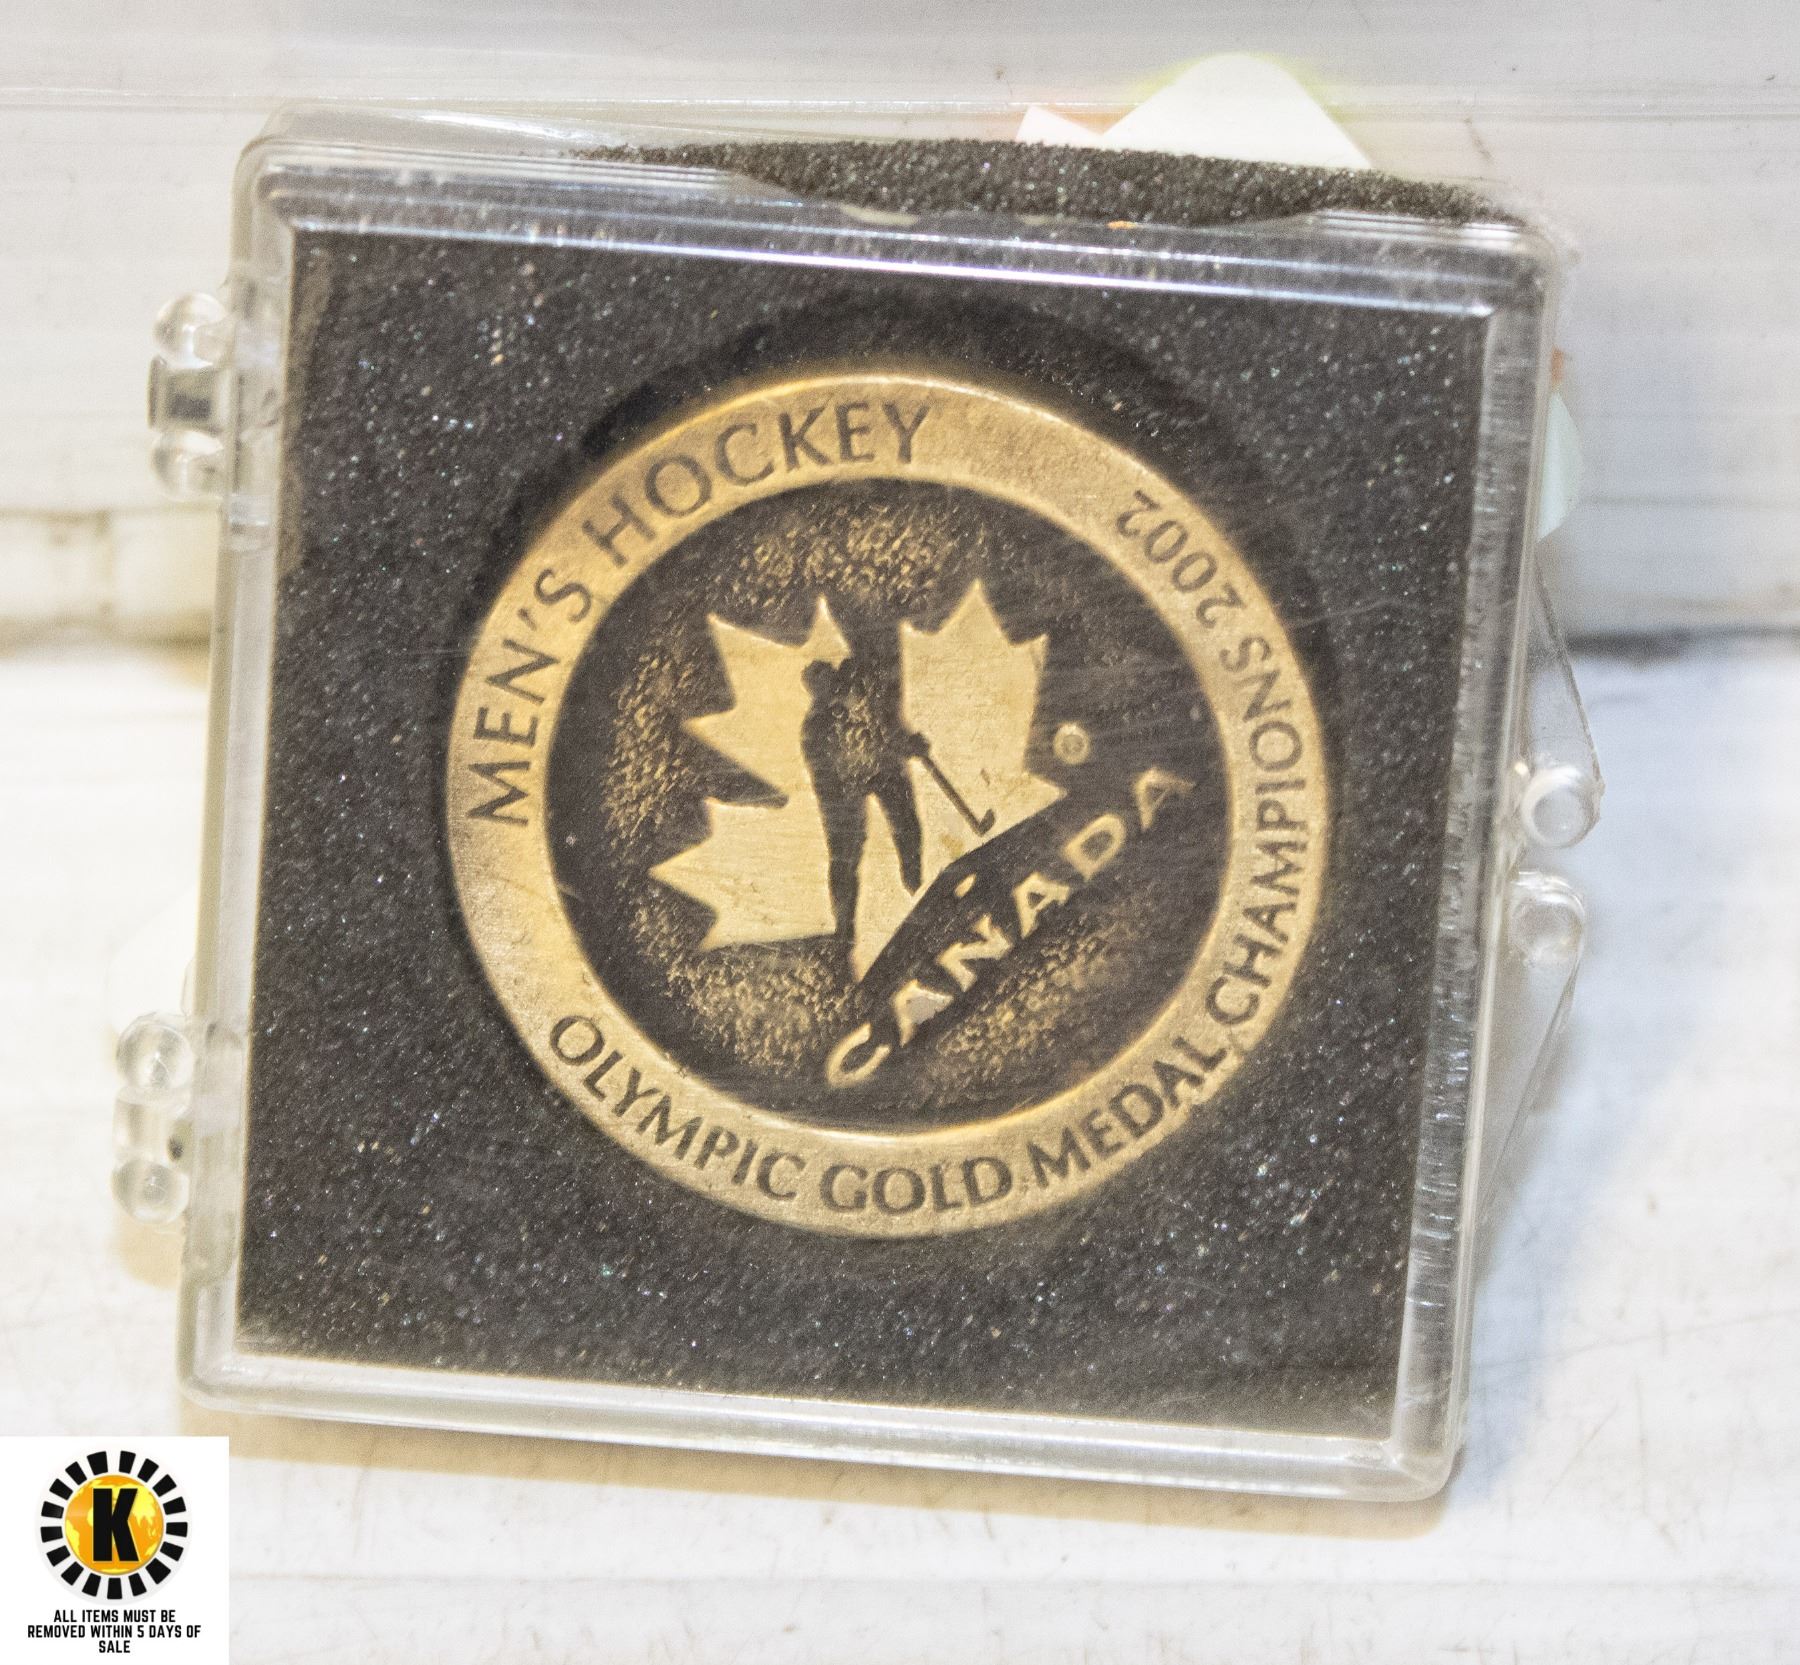 MEN'S HOCKEY
OLYMPIC GOLD MEDAL CHAMPIONS 2002
CANADA
®
K
ALL ITEMS MUST BE
REMOVED WITHIN 5 DAYS OF
SALE